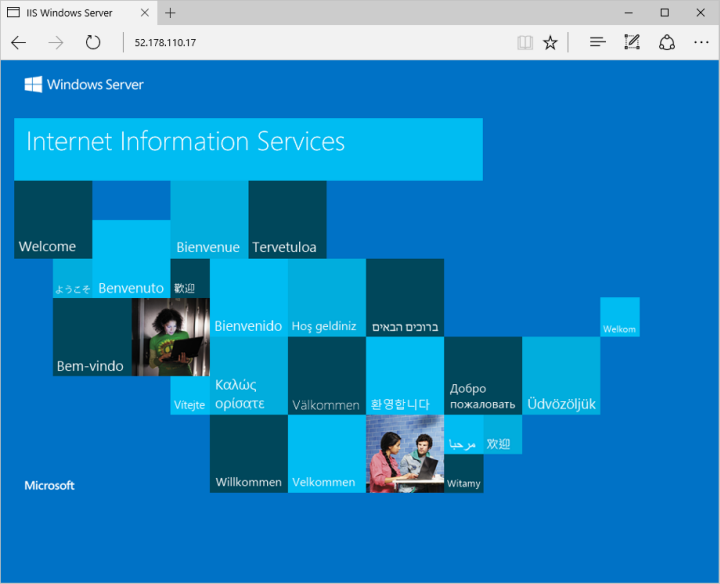 IIS Windows Server
52.178.110.17
Windows Server
Internet Information Services
Welcome
Bienvenue
Tervetuloa
ようこそ
Benvenuto
歡迎
Bienvenido
Hoş geldiniz
ברוכים הבאים
Welkom
Bem-vindo
Vítejte
Καλώς
ορίσατε
Välkommen
환영합니다
Добро
пожаловать
Üdvözöljük
مرحبا
欢迎
Willkommen
Velkommen
Witamy
Microsoft